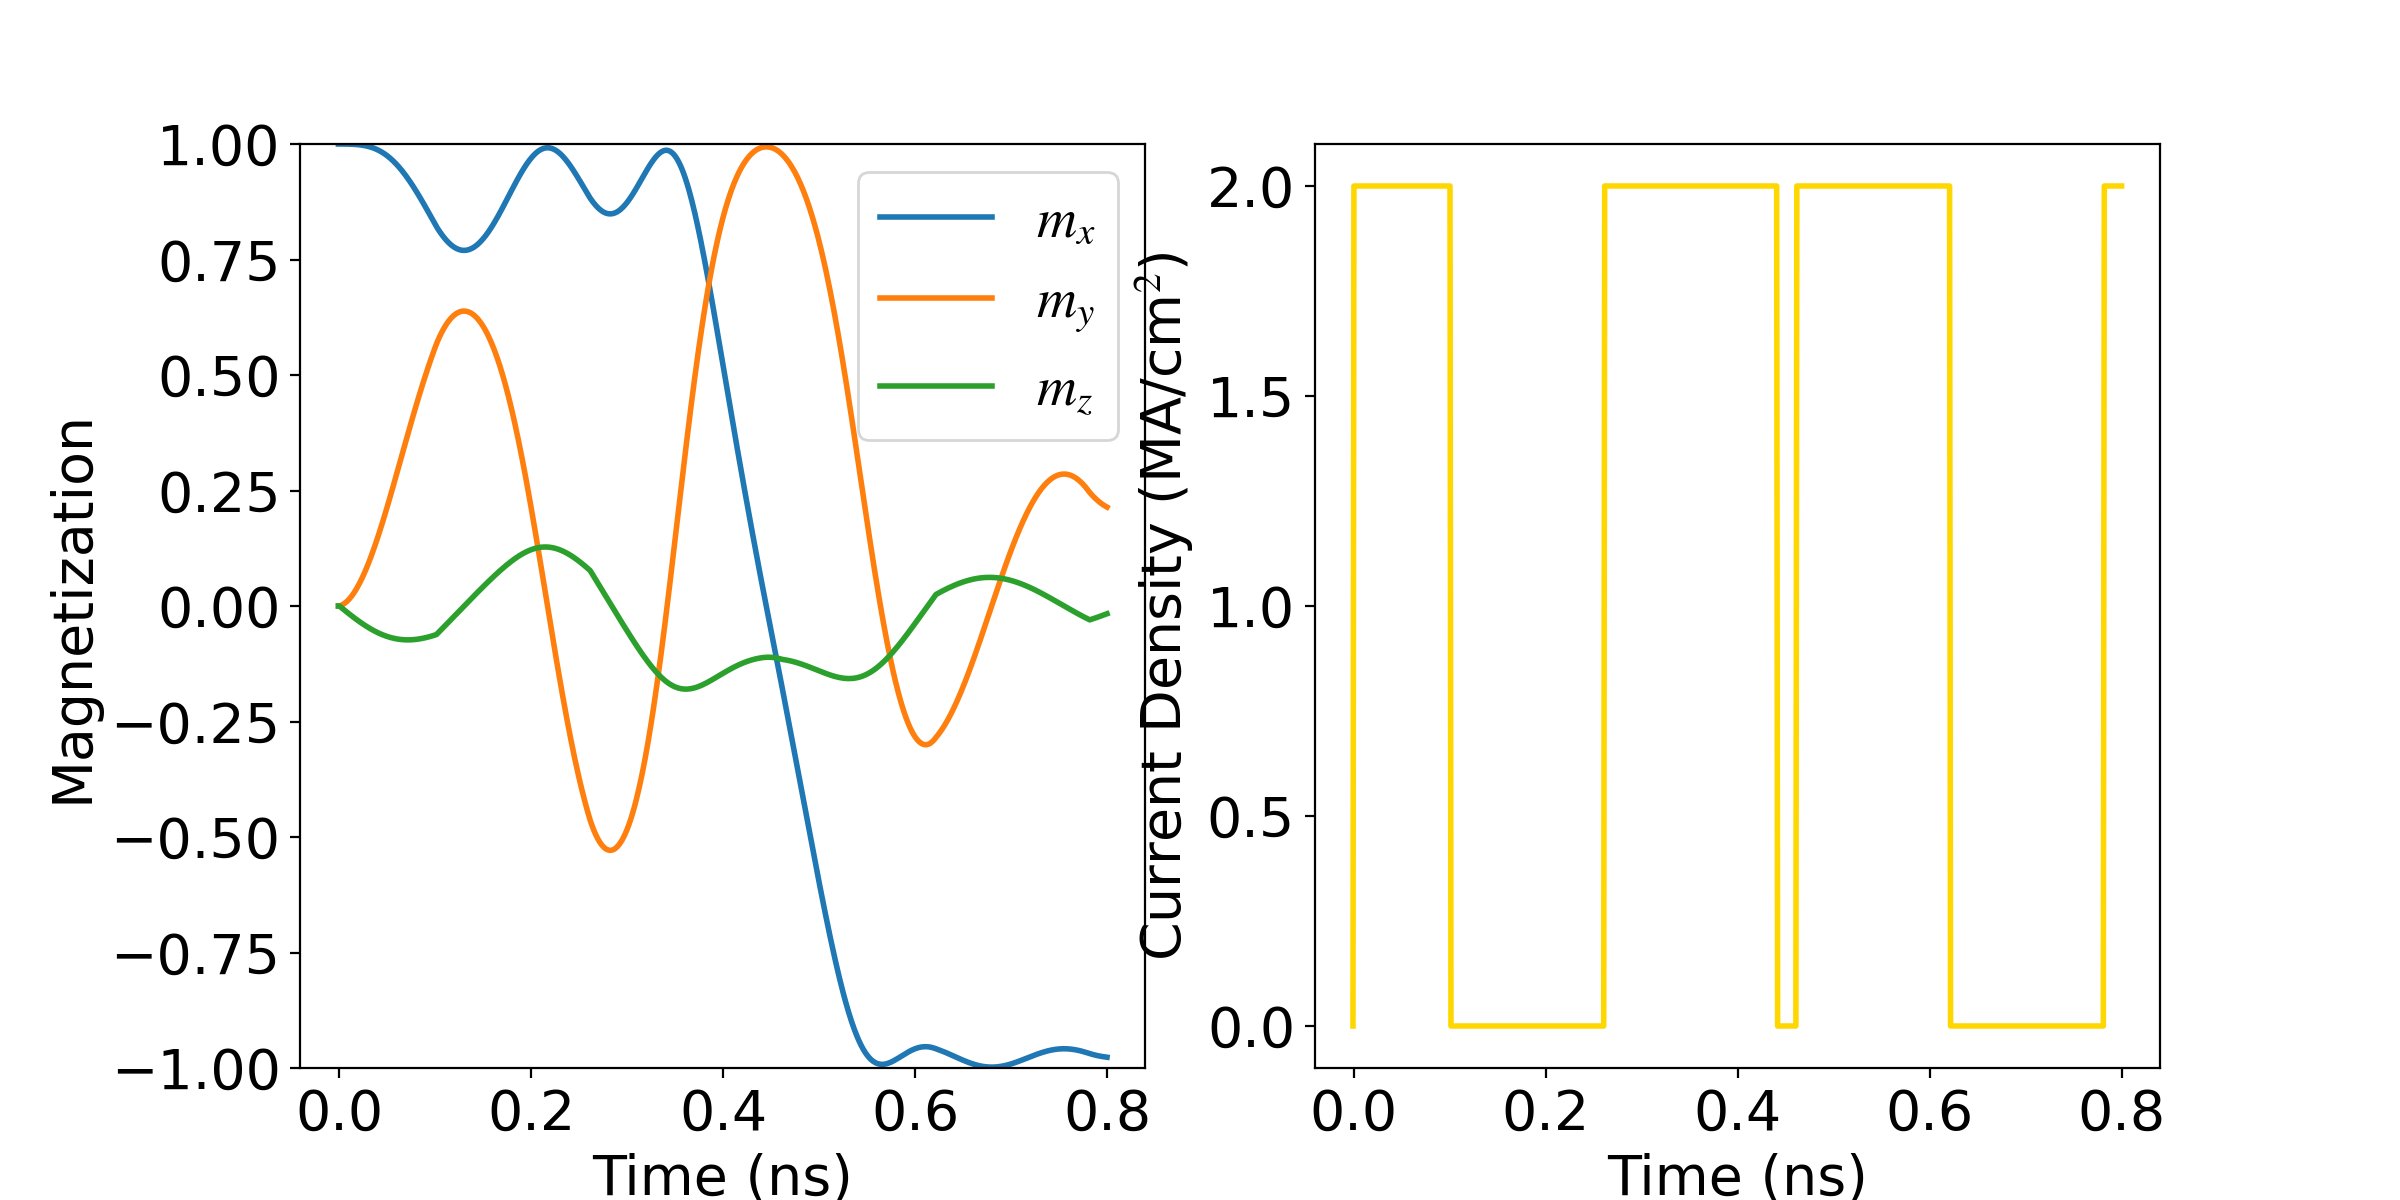 1.00
0.75
0.50
0.25
0.00
−0.25
−0.50
−0.75
−1.00
Magnetization
0.0 0.2 0.4 0.6 0.8
Time (ns)
m_x
m_y
m_z
2.0
1.5
1.0
0.5
0.0
Current Density (MA/cm²)
0.0 0.2 0.4 0.6 0.8
Time (ns)